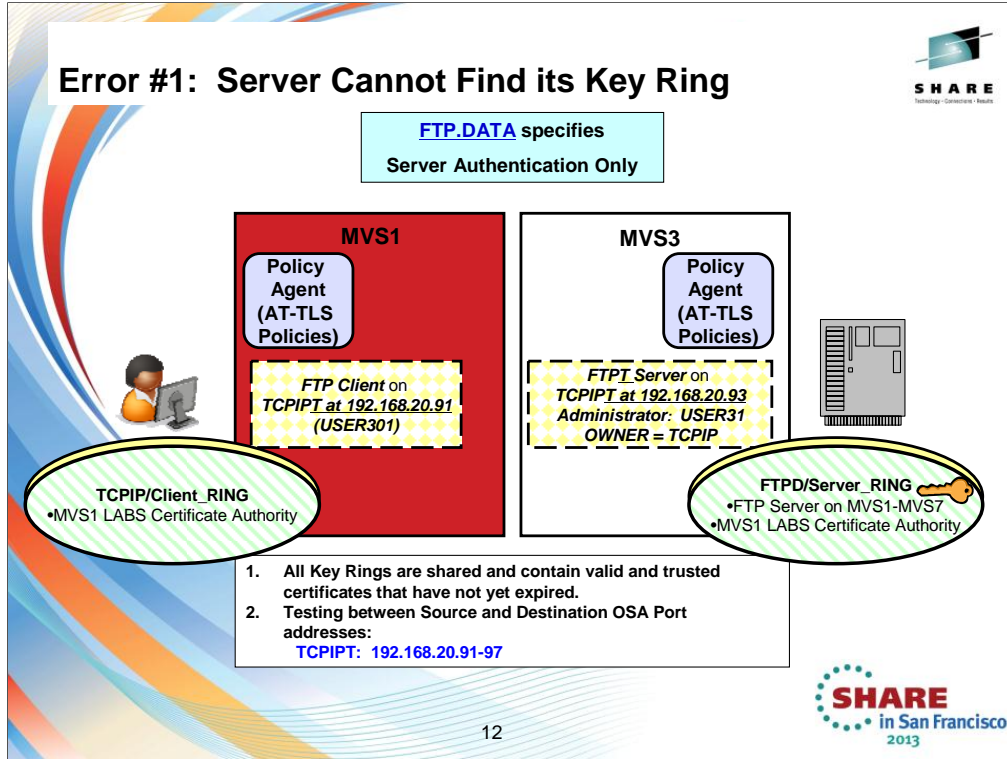 Error #1: Server Cannot Find its Key Ring
SHARE
Technology • Connections • Results
FTP.DATA specifies
Server Authentication Only
MVS1
Policy
Agent
(AT-TLS
Policies)
FTP Client on
TCPIPT at 192.168.20.91
(USER301)
MVS3
Policy
Agent
(AT-TLS
Policies)
FTPT Server on
TCPIPT at 192.168.20.93
Administrator: USER31
OWNER = TCPIP
TCPIP/Client_RING
•MVS1 LABS Certificate Authority
FTPD/Server_RING
•FTP Server on MVS1-MVS7
•MVS1 LABS Certificate Authority
1. All Key Rings are shared and contain valid and trusted
certificates that have not yet expired.
2. Testing between Source and Destination OSA Port
addresses:
TCPIPT: 192.168.20.91-97
12
SHARE
in San Francisco
2013